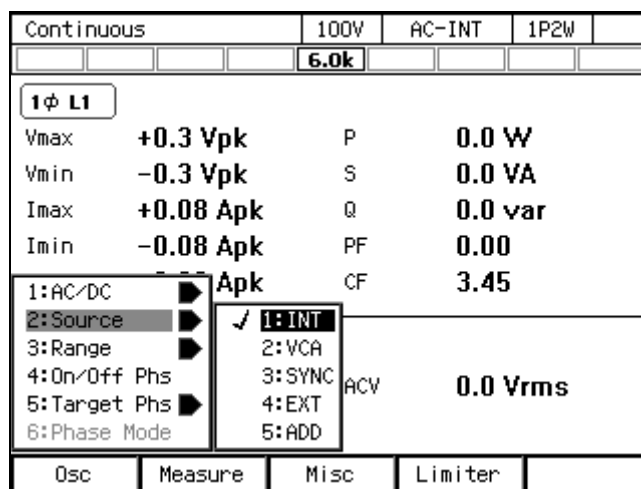 Continuous 100V AC-INT 1P2W
6.0k
1Φ L1
Vmax +0.3 Vpk P 0.0 W
Vmin -0.3 Vpk S 0.0 VA
Imax +0.08 Apk Q 0.0 var
Imin -0.08 Apk PF 0.00
Apk CF 3.45
1:AC/DC
2:Source ✓ 1:INT
3:Range 2:VCA
4:On/Off Phs 3:SYNC ACV 0.0 Vrms
5:Target Phs 4:EXT
6:Phase Mode 5:ADD
Osc Measure Misc Limiter